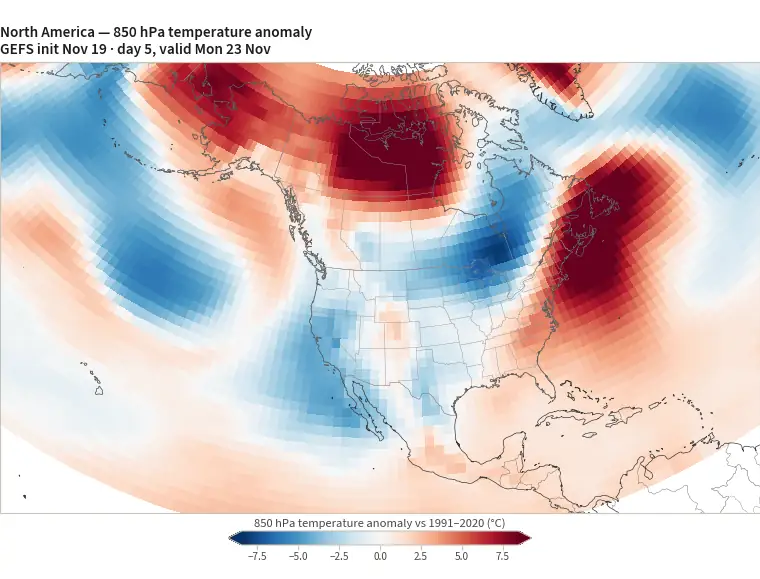 North America — 850 hPa temperature anomaly
GEFS init Nov 19 · day 5, valid Mon 23 Nov
850 hPa temperature anomaly vs 1991–2020 (°C)
−7.5 −5.0 −2.5 0.0 2.5 5.0 7.5